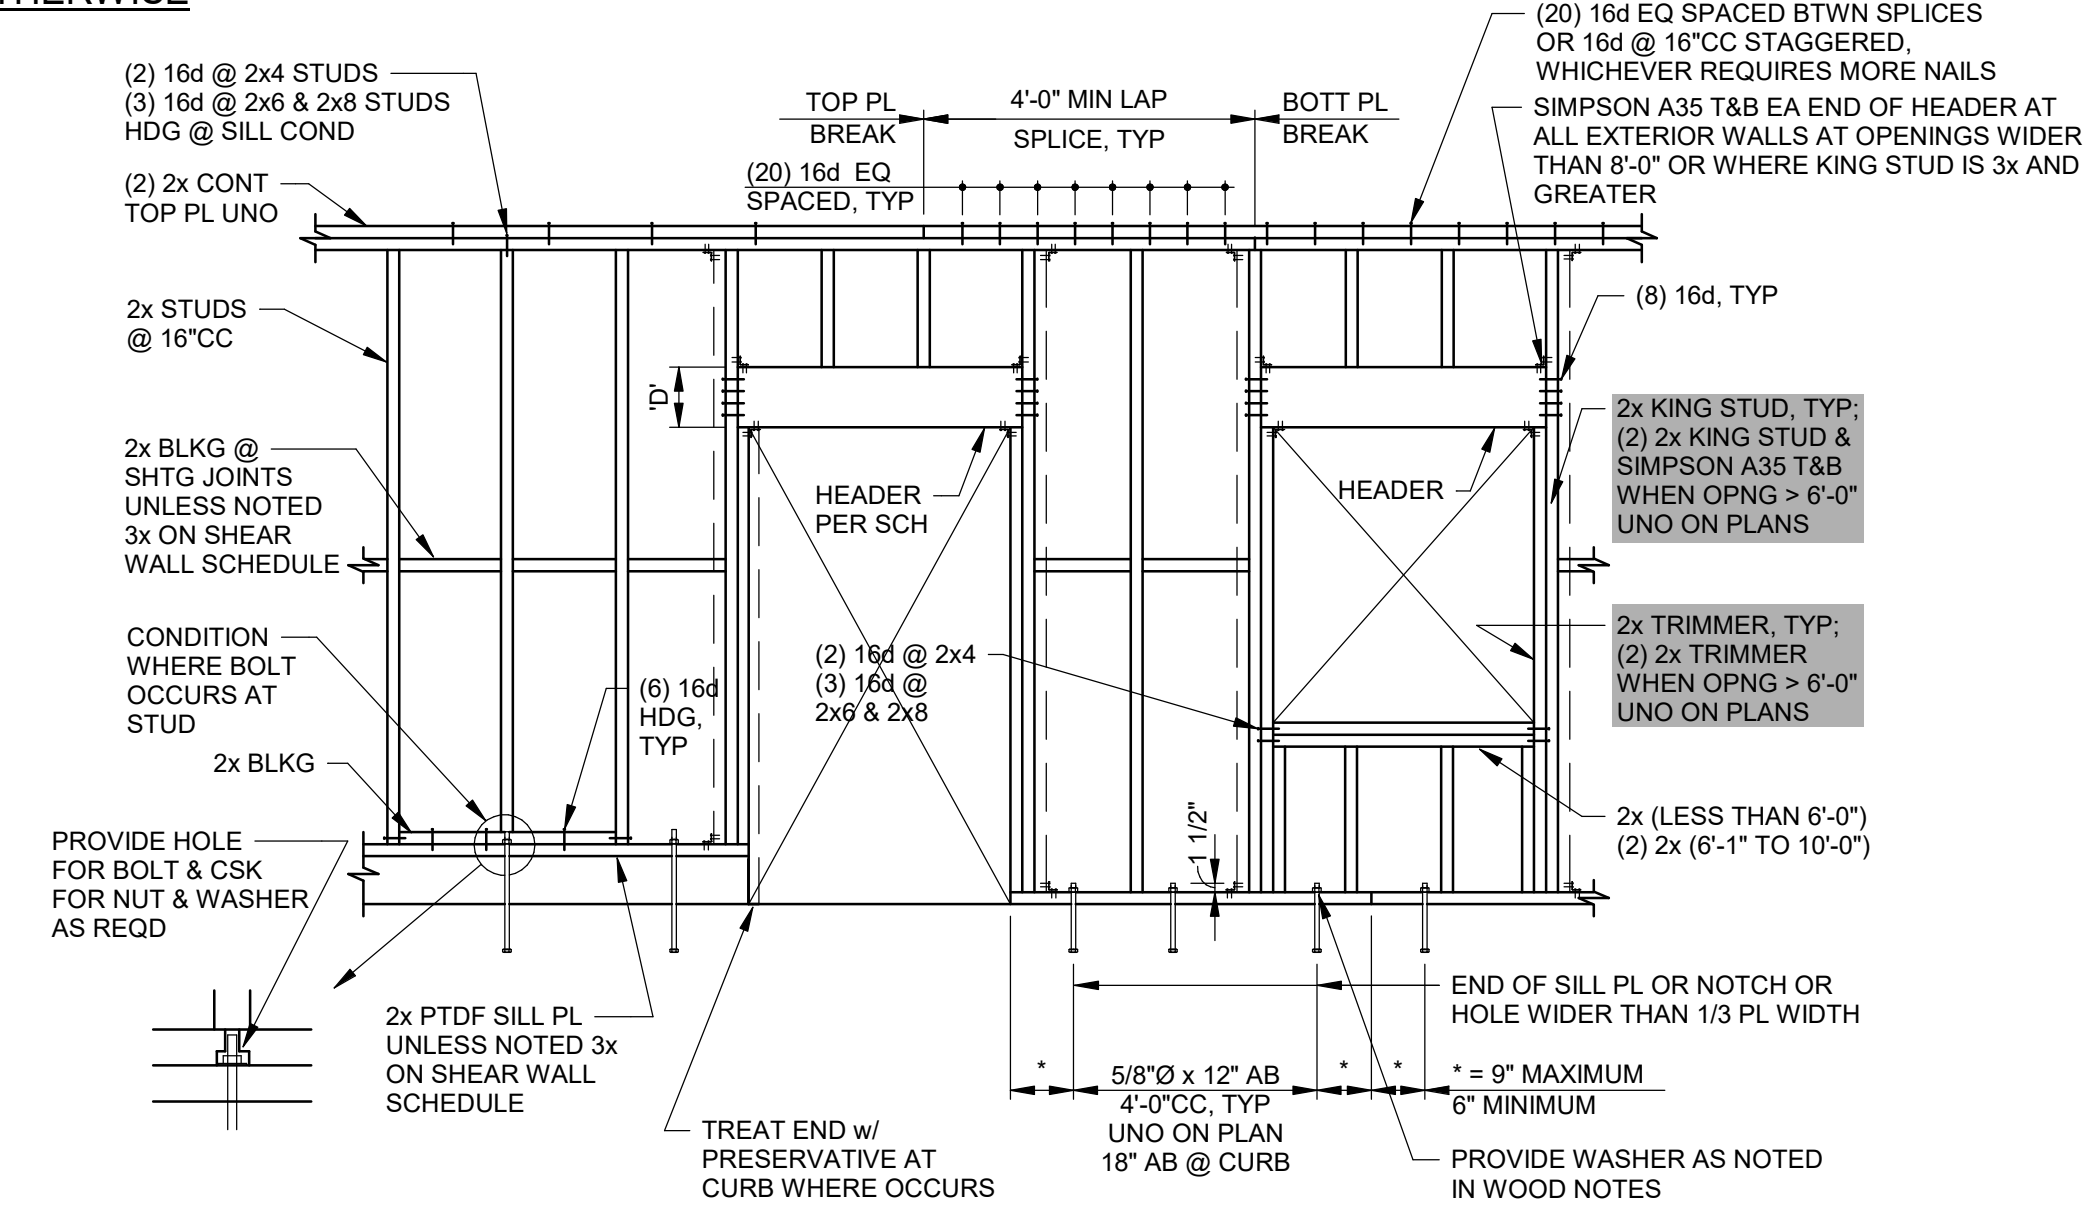 (2) 16d @ 2x4 STUDS
(3) 16d @ 2x6 & 2x8 STUDS
HDG @ SILL COND
(2) 2x CONT
TOP PL UNO
2x STUDS
@ 16"CC
2x BLKG @
SHTG JOINTS
UNLESS NOTED
3x ON SHEAR
WALL SCHEDULE
CONDITION
WHERE BOLT
OCCURS AT
STUD
2x BLKG
PROVIDE HOLE
FOR BOLT & CSK
FOR NUT & WASHER
AS REQD
TOP PL
BREAK
4'-0" MIN LAP
SPLICE, TYP
BOTT PL
BREAK
(20) 16d EQ
SPACED, TYP
'D'
HEADER
PER SCH
(2) 16d @ 2x4
(3) 16d @
2x6 & 2x8
(6) 16d
HDG,
TYP
HEADER
1 1/2"
2x PTDF SILL PL
UNLESS NOTED 3x
ON SHEAR WALL
SCHEDULE
TREAT END w/
PRESERVATIVE AT
CURB WHERE OCCURS
*
5/8"Ø x 12" AB
4'-0"CC, TYP
UNO ON PLAN
18" AB @ CURB
*
*
(20) 16d EQ SPACED BTWN SPLICES
OR 16d @ 16"CC STAGGERED,
WHICHEVER REQUIRES MORE NAILS
SIMPSON A35 T&B EA END OF HEADER AT
ALL EXTERIOR WALLS AT OPENINGS WIDER
THAN 8'-0" OR WHERE KING STUD IS 3x AND
GREATER
(8) 16d, TYP
2x KING STUD, TYP;
(2) 2x KING STUD &
SIMPSON A35 T&B
WHEN OPNG > 6'-0"
UNO ON PLANS
2x TRIMMER, TYP;
(2) 2x TRIMMER
WHEN OPNG > 6'-0"
UNO ON PLANS
2x (LESS THAN 6'-0")
(2) 2x (6'-1" TO 10'-0")
END OF SILL PL OR NOTCH OR
HOLE WIDER THAN 1/3 PL WIDTH
* = 9" MAXIMUM
6" MINIMUM
PROVIDE WASHER AS NOTED
IN WOOD NOTES